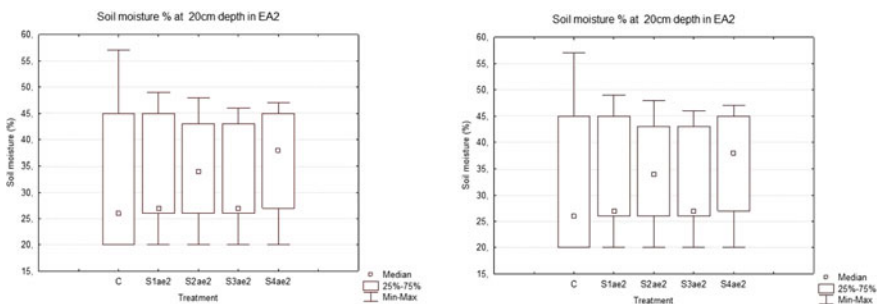 Soil moisture % at 20cm depth in EA2
60,
55,
50,
45,
40,
35,
30,
25,
20,
15,
Soil moisture (%)
C S1ae2 S2ae2 S3ae2 S4ae2
Treatment
Median
25%-75%
Min-Max
Soil moisture % at 20cm depth in EA2
60,
55,
50,
45,
40,
35,
30,
25,
20,
15,
Soil moisture (%)
C S1ae2 S2ae2 S3ae2 S4ae2
Treatment
Median
25%-75%
Min-Max